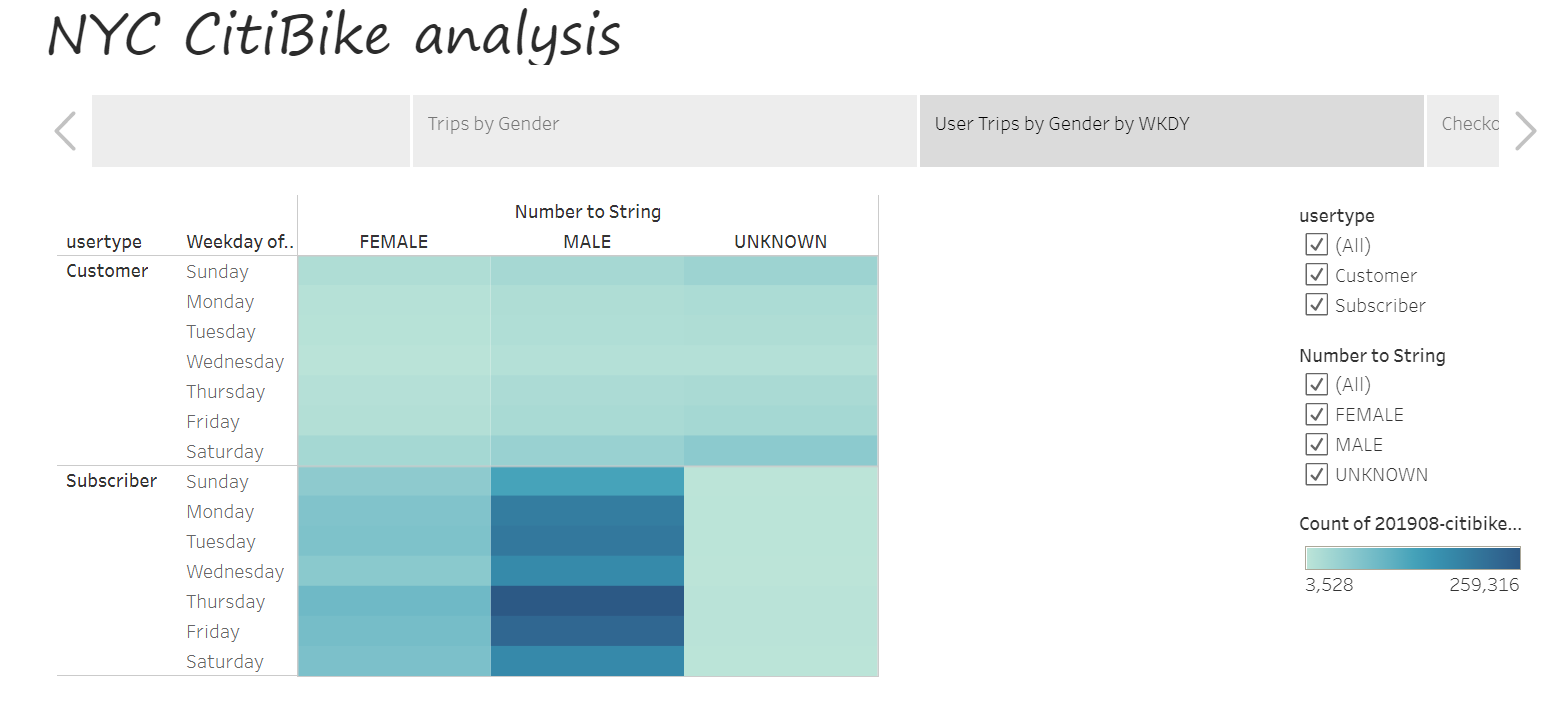 NYC CitiBike analysis
Trips by Gender
User Trips by Gender by WKDY
Checko
Number to String
usertype Weekday of.. FEMALE MALE UNKNOWN
Customer Sunday
Monday
Tuesday
Wednesday
Thursday
Friday
Saturday
Subscriber Sunday
Monday
Tuesday
Wednesday
Thursday
Friday
Saturday
usertype
(All)
Customer
Subscriber
Number to String
(All)
FEMALE
MALE
UNKNOWN
Count of 201908-citibike...
3,528 259,316